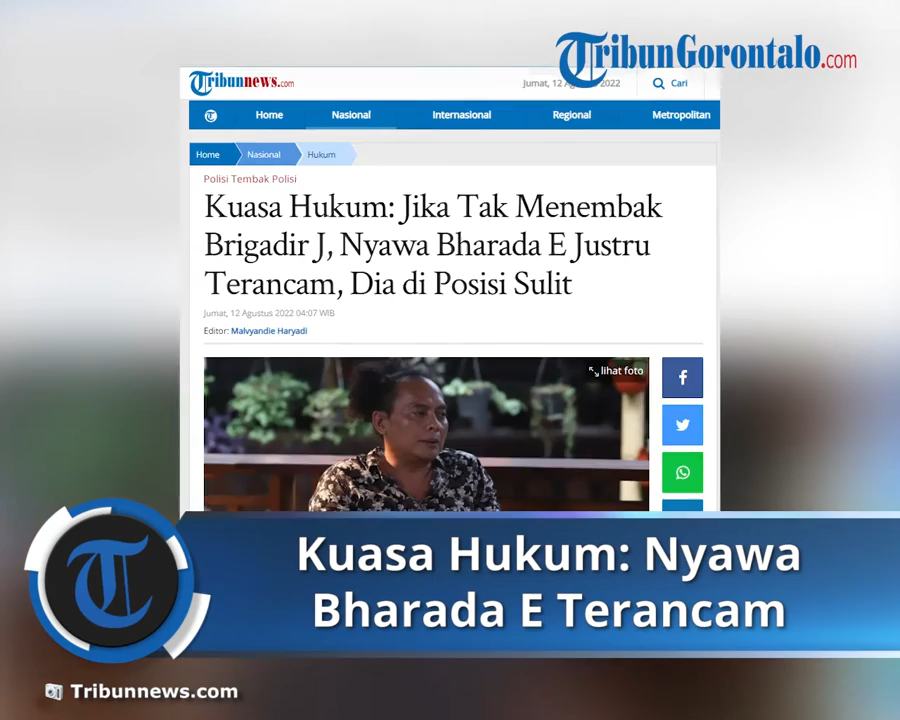 TribunGorontalo.com
Tribunnews.com
Jumat, 12 Agustus 2022
Cari
Home
Nasional
Internasional
Regional
Metropolitan
Home
Nasional
Hukum
Polisi Tembak Polisi
Kuasa Hukum: Jika Tak Menembak
Brigadir J, Nyawa Bharada E Justru
Terancam, Dia di Posisi Sulit
Jumat, 12 Agustus 2022 04:07 WIB
Editor: Malvyandie Haryadi
lihat foto
Kuasa Hukum: Nyawa
Bharada E Terancam
Tribunnews.com